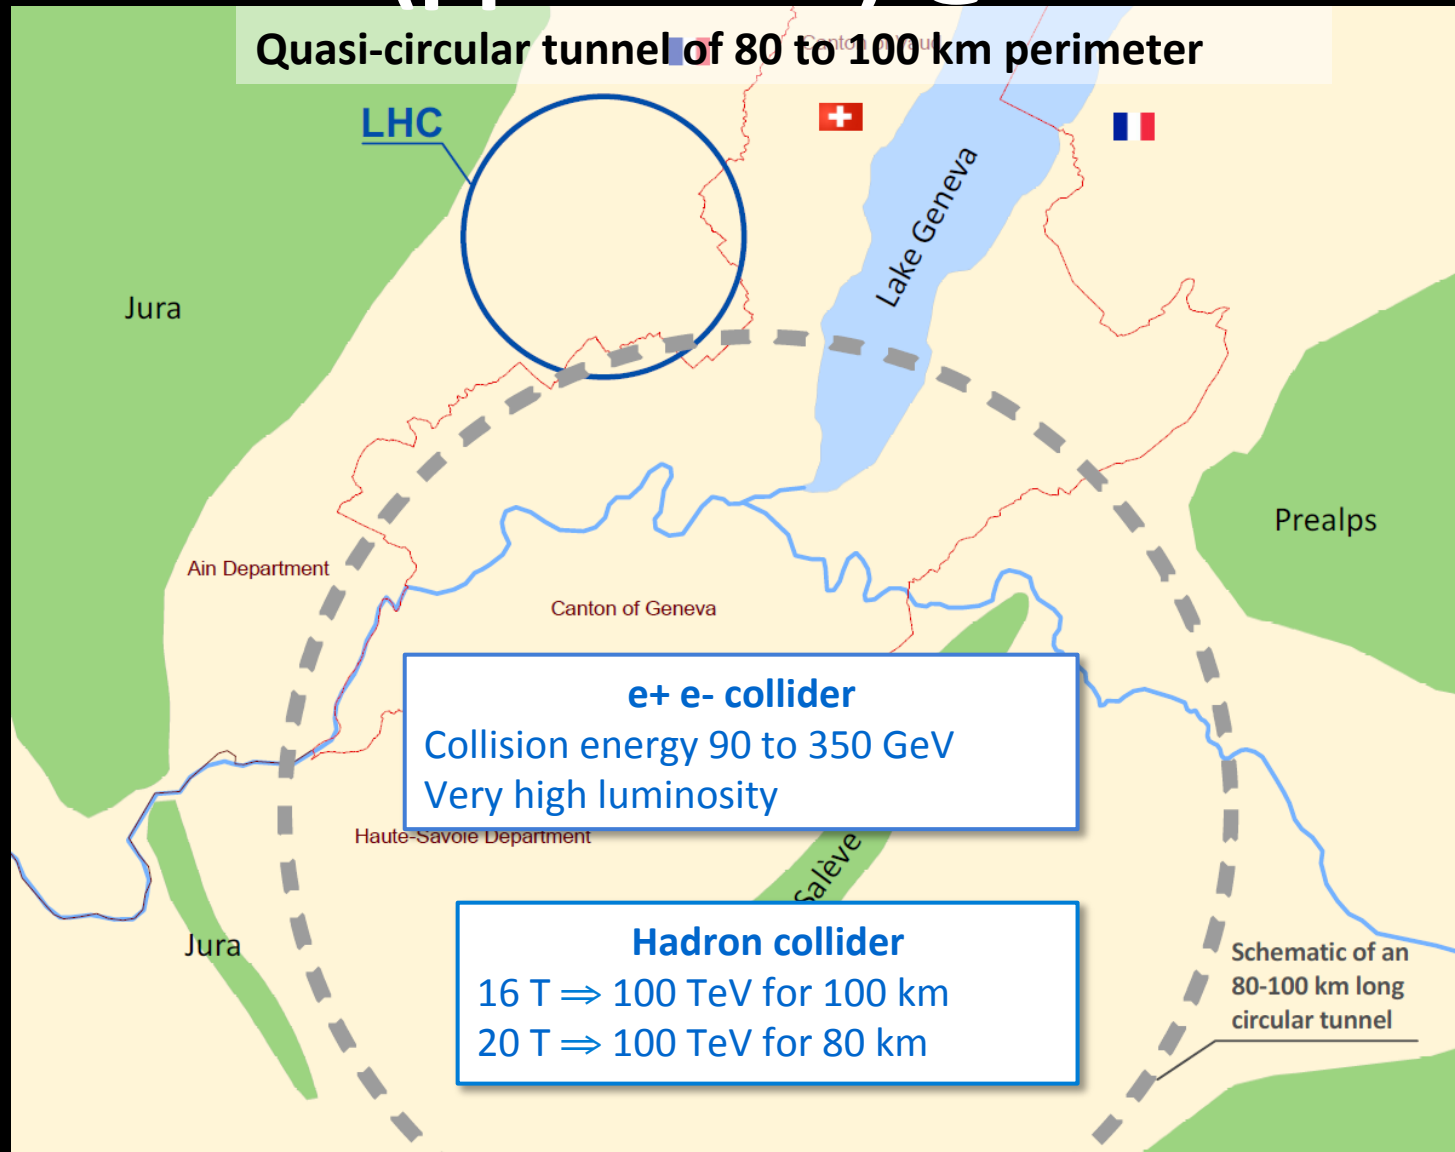 Quasi-circular tunnel of 80 to 100 km perimeter
LHC
Lake Geneva
Jura
Prealps
Ain Department
Canton of Geneva
e+ e- collider
Collision energy 90 to 350 GeV
Very high luminosity
Haute-Savoie Department
Salève
Hadron collider
16 T ⇒ 100 TeV for 100 km
20 T ⇒ 100 TeV for 80 km
Jura
Schematic of an
80-100 km long
circular tunnel